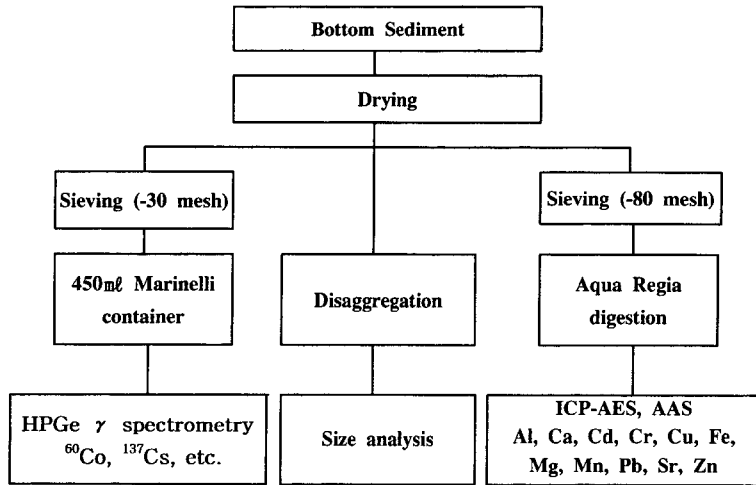 Bottom Sediment
Drying
Sieving (-30 mesh)
Sieving (-80 mesh)
450㎖ Marinelli
container
Disaggregation
Aqua Regia
digestion
HPGe γ spectrometry
⁶⁰Co, ¹³⁷Cs, etc.
Size analysis
ICP-AES, AAS
Al, Ca, Cd, Cr, Cu, Fe,
Mg, Mn, Pb, Sr, Zn